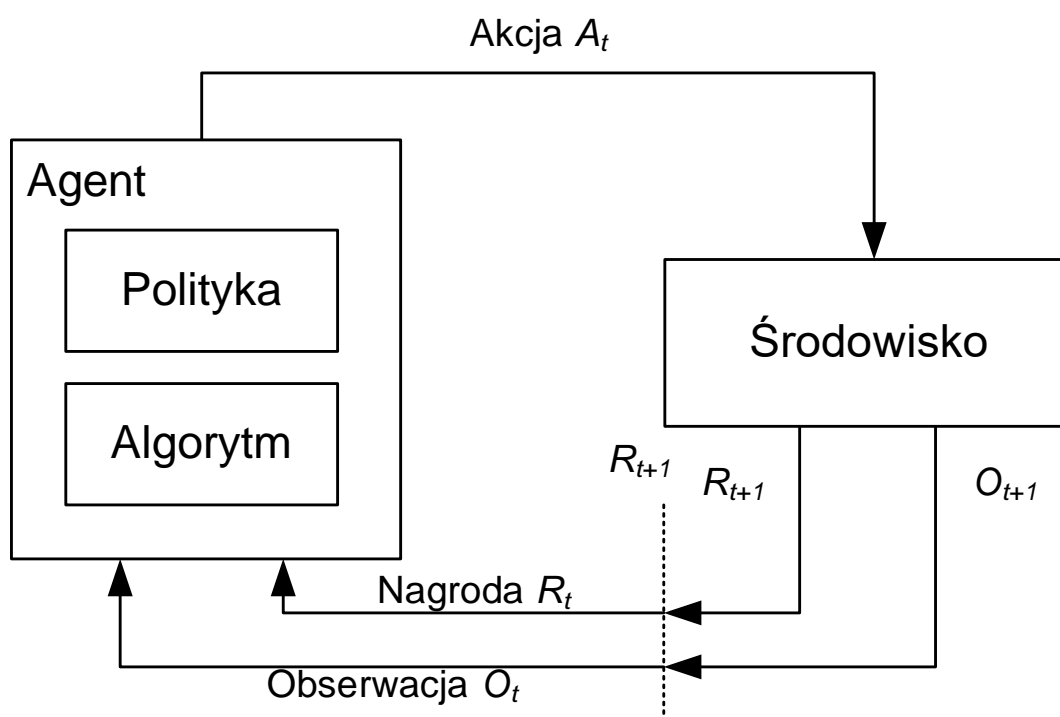 Akcja Aₜ
Agent
Polityka
Środowisko
Algorytm
Rₜ₊₁
Rₜ₊₁
Oₜ₊₁
Nagroda Rₜ
Obserwacja Oₜ